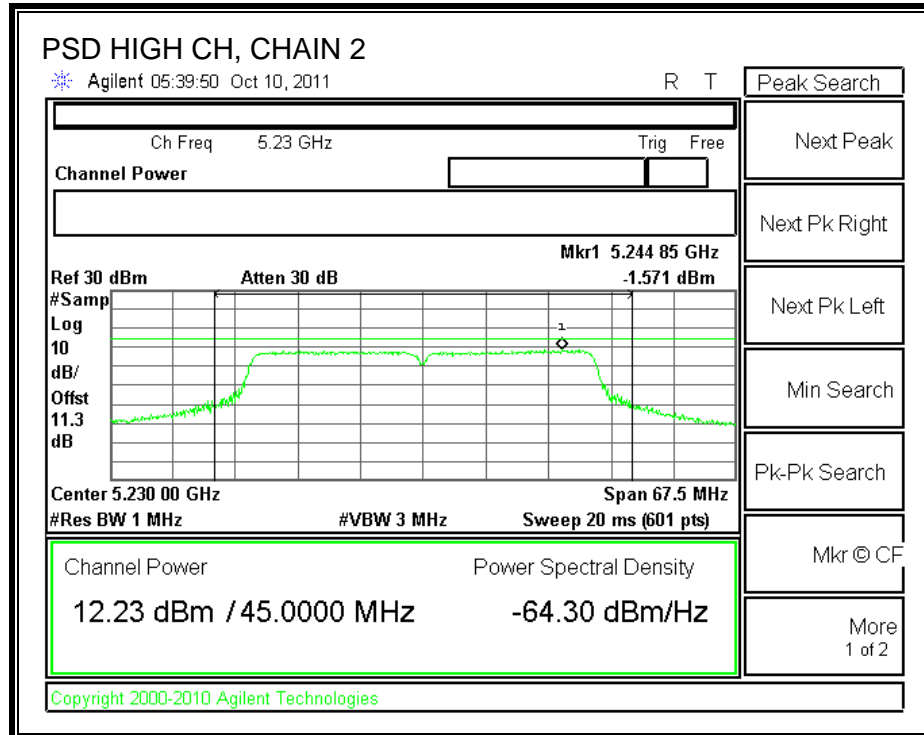 PSD HIGH CH, CHAIN 2
Agilent 05:39:50 Oct 10, 2011 R T
Peak Search
Ch Freq 5.23 GHz Trig Free
Channel Power
Mkr1 5.244 85 GHz
Ref 30 dBm Atten 30 dB -1.571 dBm
#Samp
Log
10
dB/
Offst
11.3
dB
1
Center 5.230 00 GHz Span 67.5 MHz
#Res BW 1 MHz #VBW 3 MHz Sweep 20 ms (601 pts)
Channel Power Power Spectral Density
12.23 dBm / 45.0000 MHz -64.30 dBm/Hz
Next Peak
Next Pk Right
Next Pk Left
Min Search
Pk-Pk Search
Mkr © CF
More
1 of 2
Copyright 2000-2010 Agilent Technologies